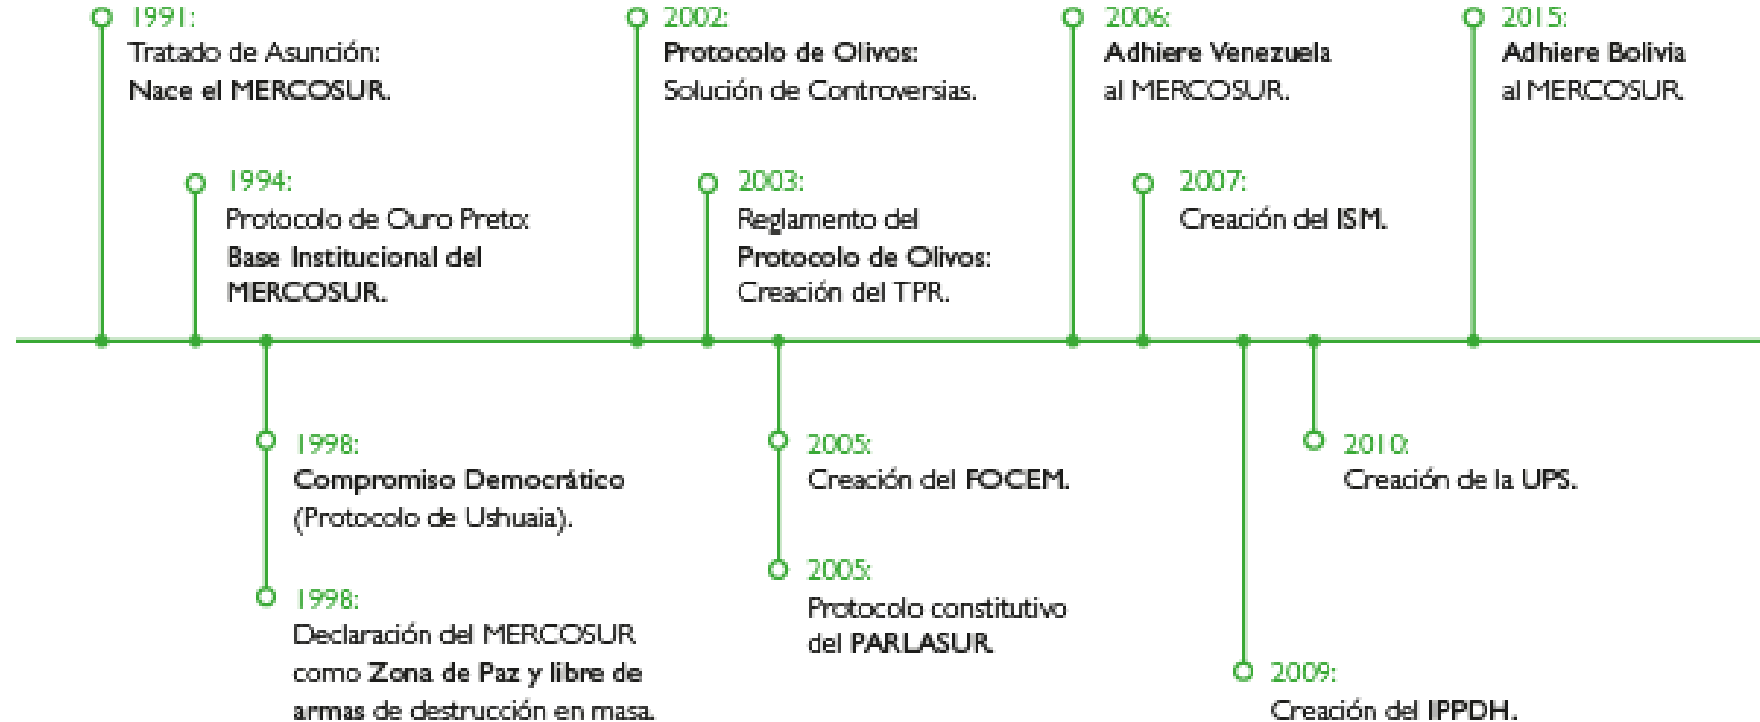 1991:
Tratado de Asunción:
Nace el MERCOSUR.
1994:
Protocolo de Ouro Preto:
Base Institucional del
MERCOSUR.
1998:
Compromiso Democrático
(Protocolo de Ushuaia).
1998:
Declaración del MERCOSUR
como Zona de Paz y libre de
armas de destrucción en masa.
2002:
Protocolo de Olivos:
Solución de Controversias.
2003:
Reglamento del
Protocolo de Olivos:
Creación del TPR.
2005:
Creación del FOCEM.
2005:
Protocolo constitutivo
del PARLASUR
2006:
Adhiere Venezuela
al MERCOSUR.
2007:
Creación del ISM.
2009:
Creación del IPPDH.
2010:
Creación de la UPS.
2015:
Adhiere Bolivia
al MERCOSUR.